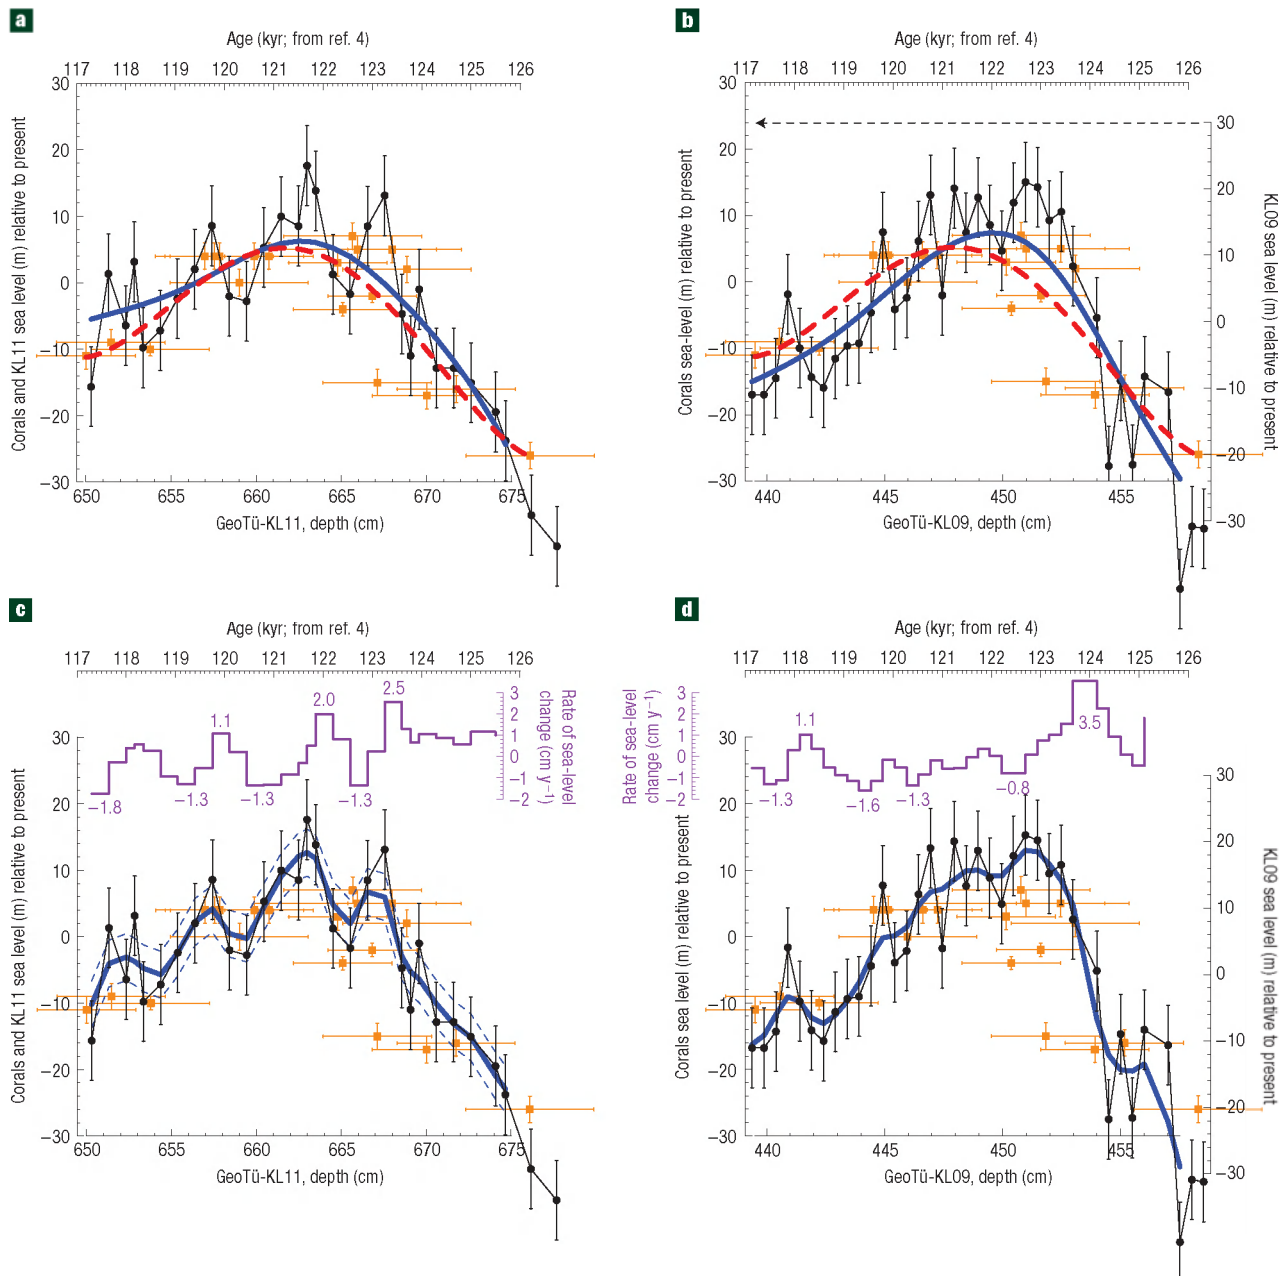 a
Age (kyr; from ref. 4)
117 118 119 120 121 122 123 124 125 126
Corals and KL11 sea level (m) relative to present
30
20
10
0
−10
−20
−30
650 655 660 665 670 675
GeoTü-KL11, depth (cm)
b
Age (kyr; from ref. 4)
117 118 119 120 121 122 123 124 125 126
Corals sea-level (m) relative to present
30
20
10
0
−10
−20
−30
30
20
10
0
−10
−20
−30
KL09 sea level (m) relative to present
440 445 450 455
GeoTü-KL09, depth (cm)
c
Age (kyr; from ref. 4)
117 118 119 120 121 122 123 124 125 126
−1.8
1.1
−1.3
−1.3
2.0
−1.3
2.5
3
2
1
0
−1
−2
Rate of sea-level
change (cm y−1)
Corals and KL11 sea level (m) relative to present
30
20
10
0
−10
−20
−30
650 655 660 665 670 675
GeoTü-KL11, depth (cm)
d
Age (kyr; from ref. 4)
117 118 119 120 121 122 123 124 125 126
Rate of sea-level
change (cm y−1)
3
2
1
0
−1
−2
−1.3
1.1
−1.6
−1.3
−0.8
3.5
Corals sea level (m) relative to present
30
20
10
0
−10
−20
−30
30
20
10
0
−10
−20
−30
KL09 sea level (m) relative to present
440 445 450 455
GeoTü-KL09, depth (cm)